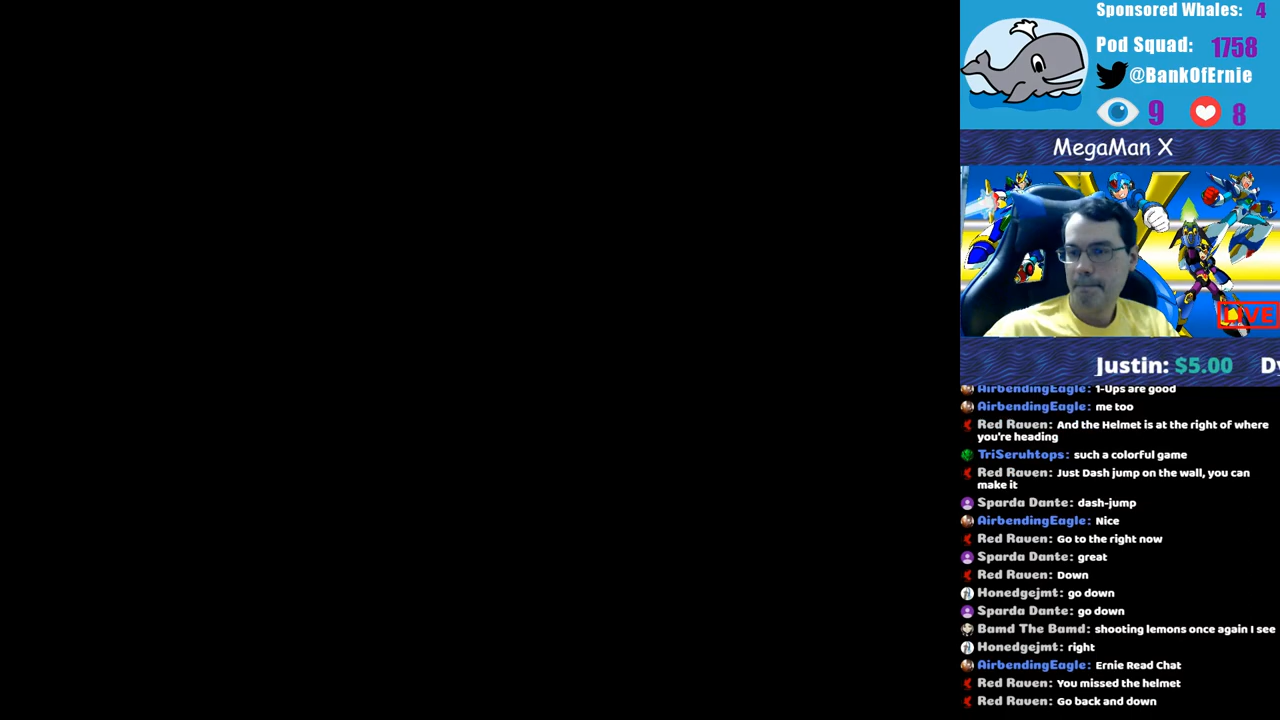 Sponsored Whales: 4
Pod Squad: 1758
@BankOfErnie
9 8
MegaMan X
LIVE
Justin: $5.00 Dy
AirbendingEagle: 1-Ups are good
AirbendingEagle: me too
Red Raven: And the Helmet is at the right of where
you're heading
TriSeruhtops: such a colorful game
Red Raven: Just Dash jump on the wall, you can
make it
Sparda Dante: dash-jump
AirbendingEagle: Nice
Red Raven: Go to the right now
Sparda Dante: great
Red Raven: Down
Honedgejmt: go down
Sparda Dante: go down
Bamd The Bamd: shooting lemons once again I see
Honedgejmt: right
AirbendingEagle: Ernie Read Chat
Red Raven: You missed the helmet
Red Raven: Go back and down